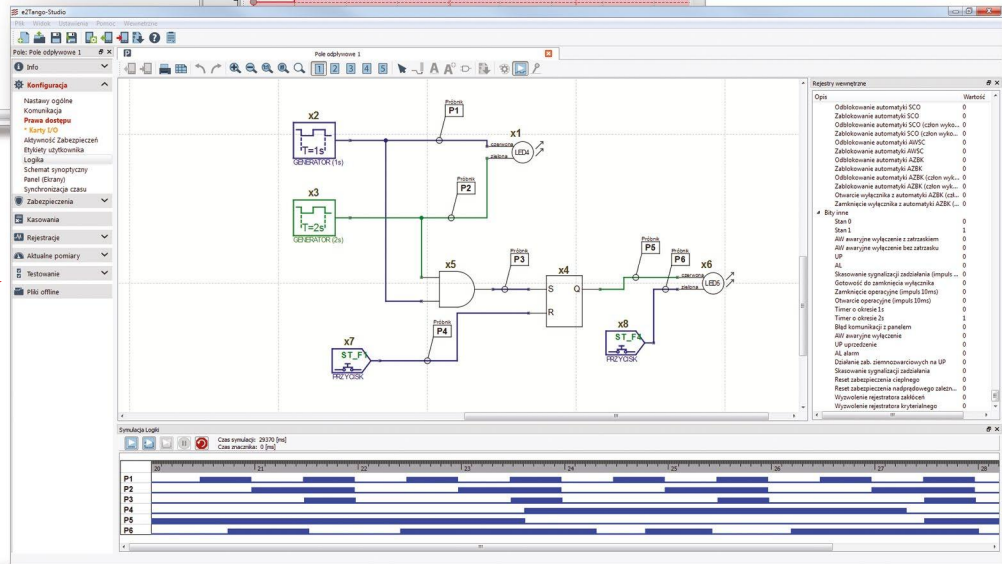 e2Tango-Studio
Plik Widok Ustawienia Pomoc Wewnetrzne
Pole: Pole odpływowe 1
Info
Konfiguracja
Nastawy ogólne
Komunikacja
Prawa dostępu
* Karty I/O
Aktywność Zabezpieczeń
Etykiety użytkownika
Logika
Schemat synoptyczny
Panel (Ekrany)
Synchronizacja czasu
Zabezpieczenia
Kasowania
Rejestracje
Aktualne pomiary
Testowanie
Pliki offline
Pole odpływowe 1
1 2 3 4 5
x2
T=1s
GENERATOR (1s)
Próbnik
P1
x1
czerwona
zielona
LED4
x3
T=2s
GENERATOR (2s)
Próbnik
P2
x5
Próbnik
P3
x4
S Q
R
Próbnik
P5
Próbnik
P6
x6
czerwona
zielona
LED5
Próbnik
P4
x7
ST_F1
PRZYCISK
x8
ST_F4
PRZYCISK
Rejestry wewnętrzne
Opis Wartość
Odblokowanie automatyki SCO 0
Zablokowanie automatyki SCO 0
Odblokowanie automatyki SCO (człon wyko... 0
Zablokowanie automatyki SCO (człon wyko... 0
Odblokowanie automatyki AWSC 0
Zablokowanie automatyki AWSC 0
Odblokowanie automatyki AZBK 0
Zablokowanie automatyki AZBK 0
Odblokowanie automatyki AZBK (człon wyk... 0
Zablokowanie automatyki AZBK (człon wyk... 0
Otwarcie wyłącznika z automatyki AZBK (czł... 0
Zamknięcie wyłącznika z automatyki AZBK (... 0
Bity inne
Stan 0 0
Stan 1 1
AW awaryjne wyłączenie z zatrzaskiem 0
AW awaryjne wyłączenie bez zatrzasku 0
UP 0
AL 0
Skasowanie sygnalizacji zadziałania (impuls ... 0
Gotowość do zamknięcia wyłącznika 0
Zamknięcie operacyjne (impuls 10ms) 0
Otwarcie operacyjne (impuls 10ms) 0
Timer o okresie 1s 0
Timer o okresie 2s 1
Błąd komunikacji z panelem 0
AW awaryjne wyłączenie 0
UP uprzedzenie 0
AL alarm 0
Działanie zab. ziemnozwarciowych na UP 0
Skasowanie sygnalizacji zadziałania 0
Reset zabezpieczenia cieplnego 0
Reset zabezpieczenia nadprądowego zależn... 0
Wyzwolenie rejestratora zakłóceń 0
Wyzwolenie rejestratora kryterialnego 0
Symulacja Logiki
Czas symulacji: 29370 [ms]
Czas znacznika: 0 [ms]
20 21 22 23 24 25 26 27 28
P1
P2
P3
P4
P5
P6